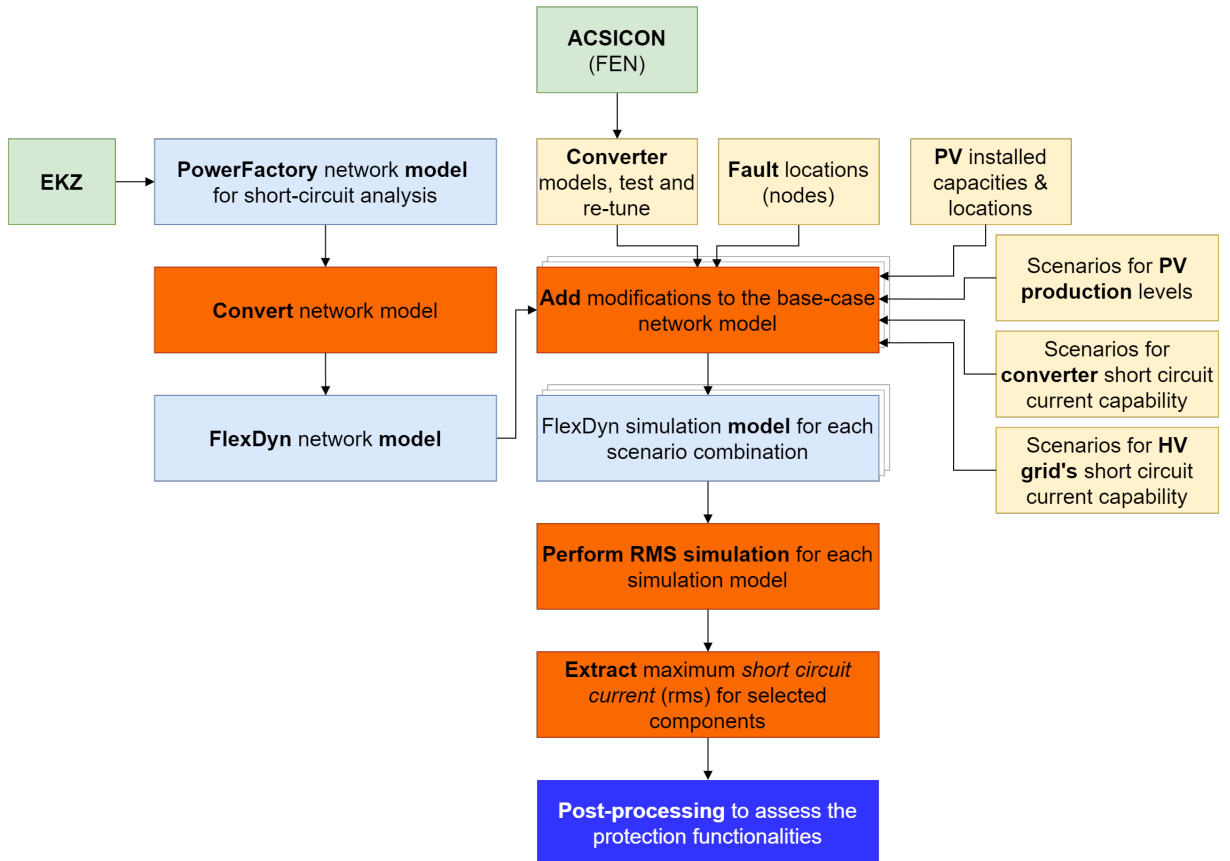 ACSICON
(FEN)
EKZ
PowerFactory network model
for short-circuit analysis
Converter
models, test and
re-tune
Fault locations
(nodes)
PV installed
capacities &
locations
Convert network model
Add modifications to the base-case
network model
Scenarios for PV
production levels
Scenarios for
converter short circuit
current capability
FlexDyn network model
FlexDyn simulation model for each
scenario combination
Scenarios for HV
grid's short circuit
current capability
Perform RMS simulation for each
simulation model
Extract maximum short circuit
current (rms) for selected
components
Post-processing to assess the
protection functionalities